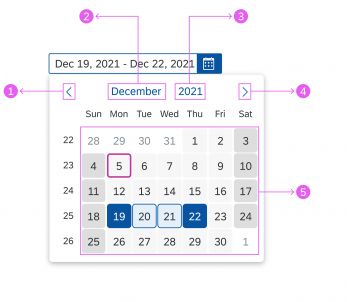 2 3
Dec 19, 2021 - Dec 22, 2021
1 December 2021 4
Sun Mon Tue Wed Thu Fri Sat
22 28 29 30 31 1 2 3
23 4 5 6 7 8 9 10
24 11 12 13 14 15 16 17 5
25 18 19 20 21 22 23 24
26 25 26 27 28 29 30 1